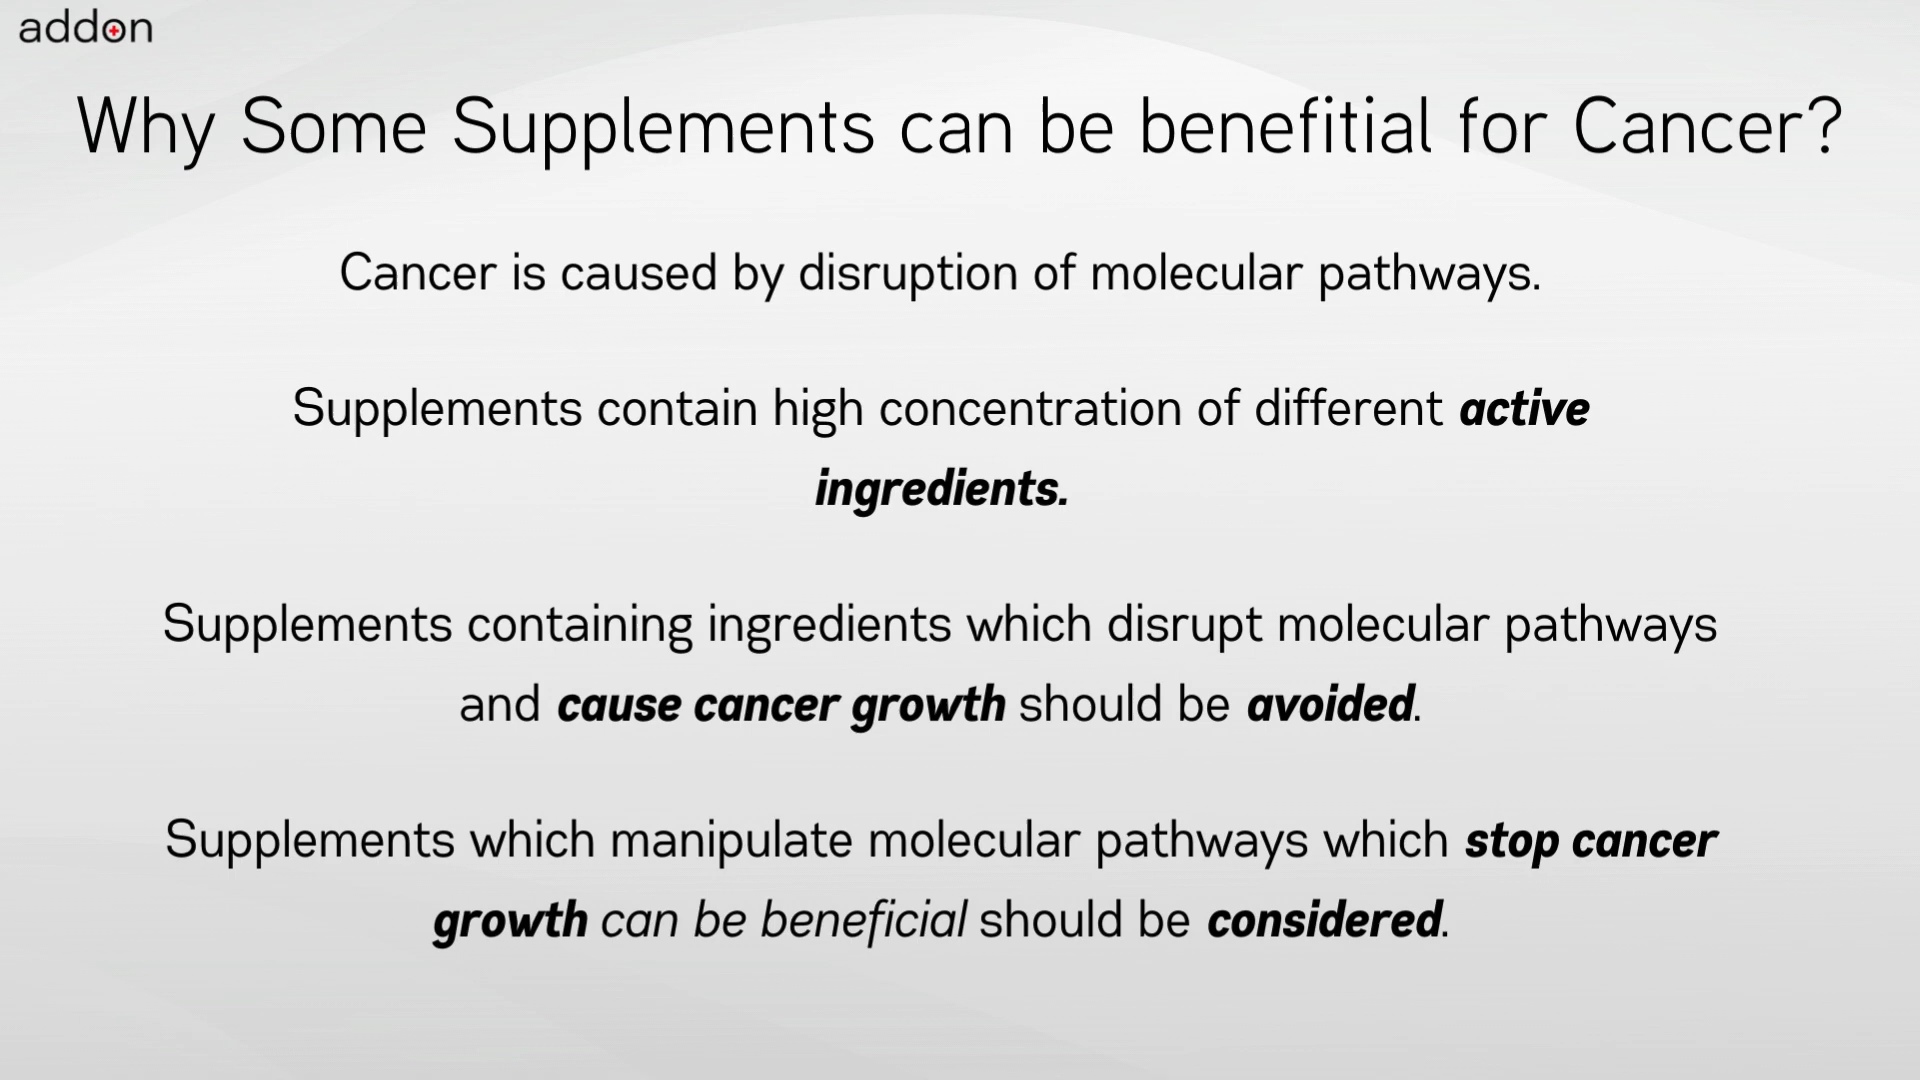 addon
Why Some Supplements can be benefitial for Cancer?
Cancer is caused by disruption of molecular pathways.
Supplements contain high concentration of different active
ingredients.
Supplements containing ingredients which disrupt molecular pathways
and cause cancer growth should be avoided.
Supplements which manipulate molecular pathways which stop cancer
growth can be beneficial should be considered.